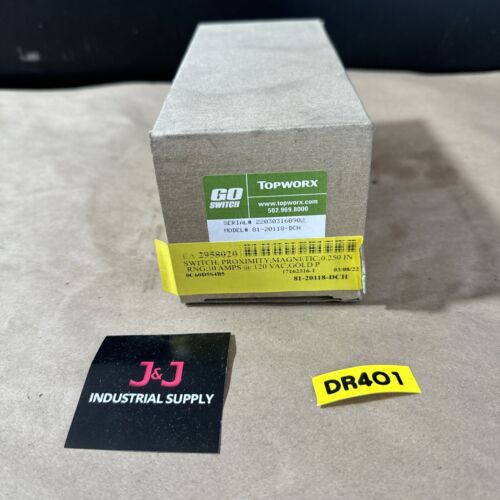 GO
SWITCH
TOPWORX
www.topworx.com
502.969.8000
SERIAL# 220303160902
MODEL# 81-20118-DCH
EA 2958020
SWITCH, PROXIMITY;MAGNETIC;0.250 IN
RNG;10 AMPS @ 120 VAC;GOLD P
17162316-1 03/08/22
0C60D5S4B5
81-20118-DCH
J&J
INDUSTRIAL SUPPLY
DR401